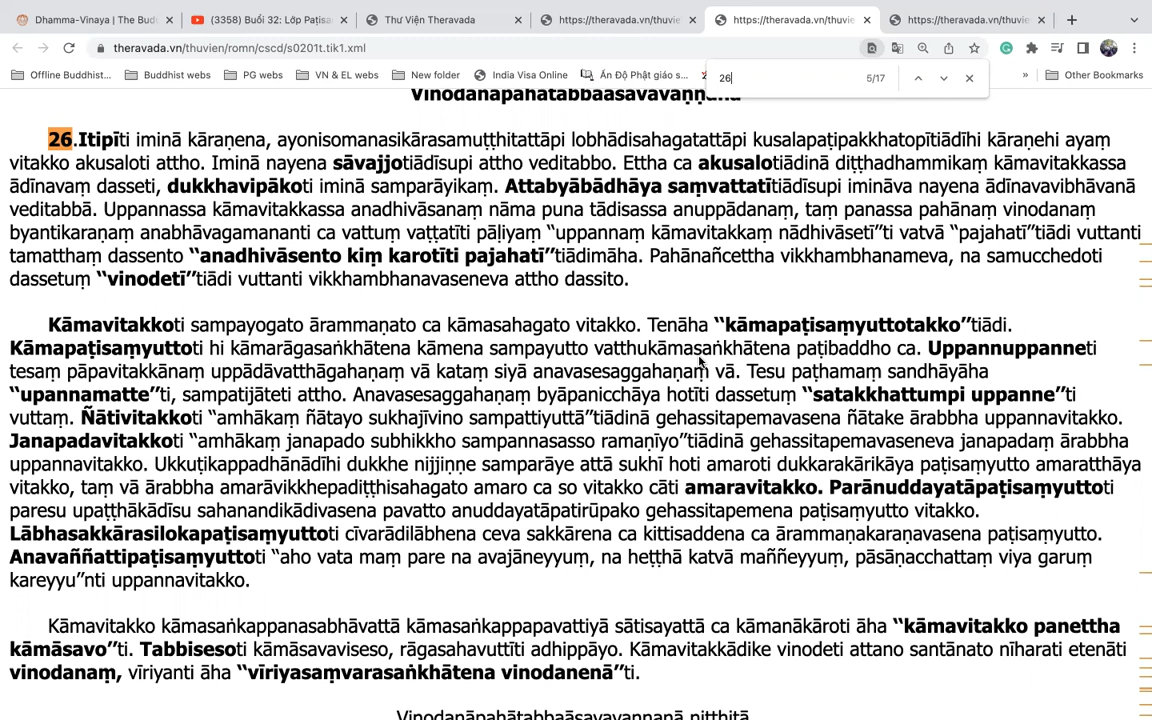 Dhamma-Vinaya | The Bud
(3358) Buổi 32: Lớp Paṭisa
Thư Viện Theravada
https://theravada.vn/thuvie
https://theravada.vn/thuvie
https://theravada.vn/thuvie
theravada.vn/thuvien/romn/cscd/s0201t.tik1.xml
Offline Buddhist...
Buddhist webs
PG webs
VN & EL webs
New folder
India Visa Online
Ấn Độ Phật giáo s...
Other Bookmarks
26
5/17
Vinodanāpahātabbaāsavavaṇṇanā
26.Itipīti iminā kāraṇena, ayonisomanasikārasamuṭṭhitattāpi lobhādisahagatattāpi kusalapaṭipakkhatopītiādīhi kāraṇehi ayaṃ
vitakko akusaloti attho. Iminā nayena sāvajjotiādīsupi attho veditabbo. Ettha ca akusalotiādinā diṭṭhadhammikaṃ kāmavitakkassa
ādīnavaṃ dasseti, dukkhavipākoti iminā samparāyikaṃ. Attabyābādhāya saṃvattatītiādīsupi imināva nayena ādīnavavibhāvanā
veditabbā. Uppannassa kāmavitakkassa anadhivāsanaṃ nāma puna tādisassa anuppādanaṃ, taṃ panassa pahānaṃ vinodanaṃ
byantikaraṇaṃ anabhāvagamananti ca vattuṃ vaṭṭatīti pāḷiyaṃ “uppannaṃ kāmavitakkaṃ nādhivāsetī”ti vatvā “pajahatī”tiādi vuttanti
tamatthaṃ dassento “anadhivāsento kiṃ karotīti pajahatī”tiādimāha. Pahānañcettha vikkhambhanameva, na samucchedoti
dassetuṃ “vinodetī”tiādi vuttanti vikkhambhanavaseneva attho dassito.
Kāmavitakkoti sampayogato ārammaṇato ca kāmasahagato vitakko. Tenāha “kāmapaṭisaṃyuttotakko”tiādi.
Kāmapaṭisaṃyuttoti hi kāmarāgasaṅkhātena kāmena sampayutto vatthukāmasaṅkhātena paṭibaddho ca. Uppannuppanneti
tesaṃ pāpavitakkānaṃ uppādāvatthāgahaṇaṃ vā kataṃ siyā anavasesaggahaṇaṃ vā. Tesu paṭhamaṃ sandhāyāha
“uppannamatte”ti, sampatijāteti attho. Anavasesaggahaṇaṃ byāpanicchāya hotīti dassetuṃ “satakkhattumpi uppanne”ti
vuttaṃ. Ñātivitakkoti “amhākaṃ ñātayo sukhajīvino sampattiyuttā”tiādinā gehassitapemavasena ñātake ārabbha uppannavitakko.
Janapadavitakkoti “amhākaṃ janapado subhikkho sampannasasso ramaṇīyo”tiādinā gehassitapemavaseneva janapadaṃ ārabbha
uppannavitakko. Ukkuṭikappadhānādīhi dukkhe nijjiṇṇe samparāye attā sukhī hoti amaroti dukkarakārikāya paṭisaṃyutto amaratthāya
vitakko, taṃ vā ārabbha amarāvikkhepadiṭṭhisahagato amaro ca so vitakko cāti amaravitakko. Parānuddayatāpaṭisaṃyuttoti
paresu upaṭṭhākādīsu sahanandikādivasena pavatto anuddayatāpatirūpako gehassitapemena paṭisaṃyutto vitakko.
Lābhasakkārasilokapaṭisaṃyuttoti cīvarādilābhena ceva sakkārena ca kittisaddena ca ārammaṇakaraṇavasena paṭisaṃyutto.
Anavaññattipaṭisaṃyuttoti “aho vata maṃ pare na avajāneyyuṃ, na heṭṭhā katvā maññeyyuṃ, pāsāṇacchattaṃ viya garuṃ
kareyyu”nti uppannavitakko.
Kāmavitakko kāmasaṅkappanasabhāvattā kāmasaṅkappapavattiyā sātisayattā ca kāmanākāroti āha “kāmavitakko panettha
kāmāsavo”ti. Tabbisesoti kāmāsavaviseso, rāgasahavuttīti adhippāyo. Kāmavitakkādike vinodeti attano santānato nīharati etenāti
vinodanaṃ, vīriyanti āha “vīriyasaṃvarasaṅkhātena vinodanenā”ti.
Vinodanāpahātabbaāsavavaṇṇanā niṭṭhitā